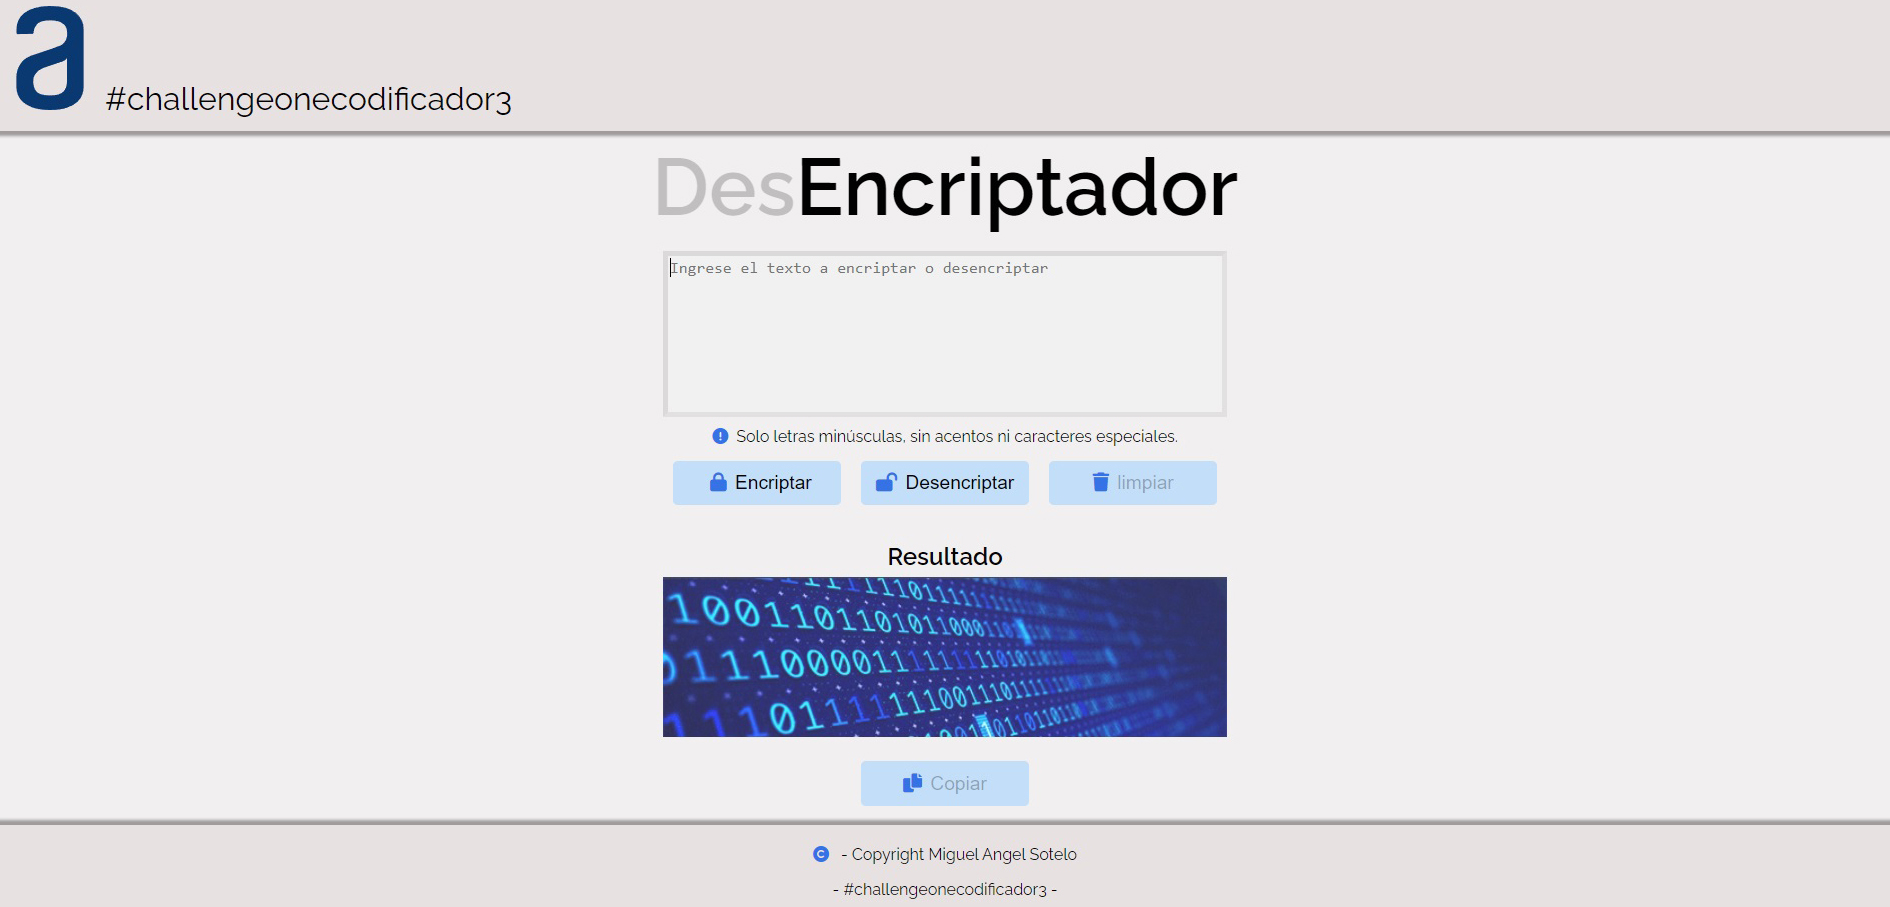 a
#challengeonecodificador3
DesEncriptador
Ingrese el texto a encriptar o desencriptar
Solo letras minúsculas, sin acentos ni caracteres especiales.
Encriptar Desencriptar limpiar
Resultado
Copiar
- Copyright Miguel Angel Sotelo
- #challengeonecodificador3 -